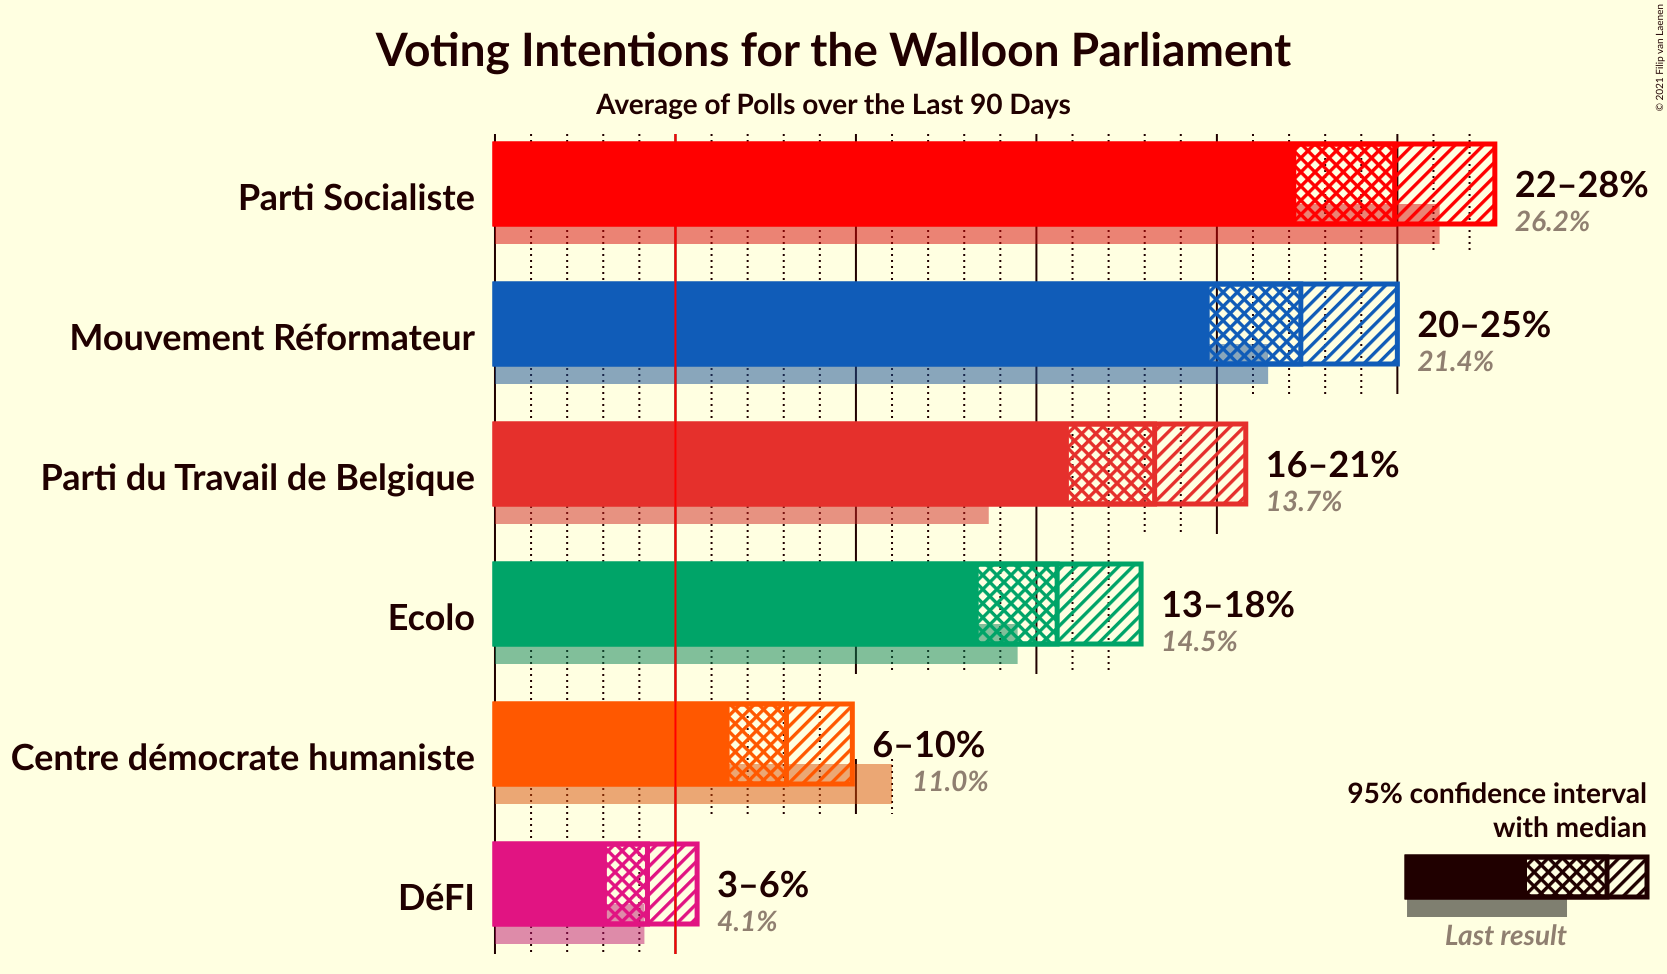 Voting Intentions for the Walloon Parliament
Average of Polls over the Last 90 Days
© 2021 Filip van Laenen
Parti Socialiste
22–28%
26.2%
Mouvement Réformateur
20–25%
21.4%
Parti du Travail de Belgique
16–21%
13.7%
Ecolo
13–18%
14.5%
Centre démocrate humaniste
6–10%
11.0%
DéFI
3–6%
4.1%
95% confidence interval
with median
Last result